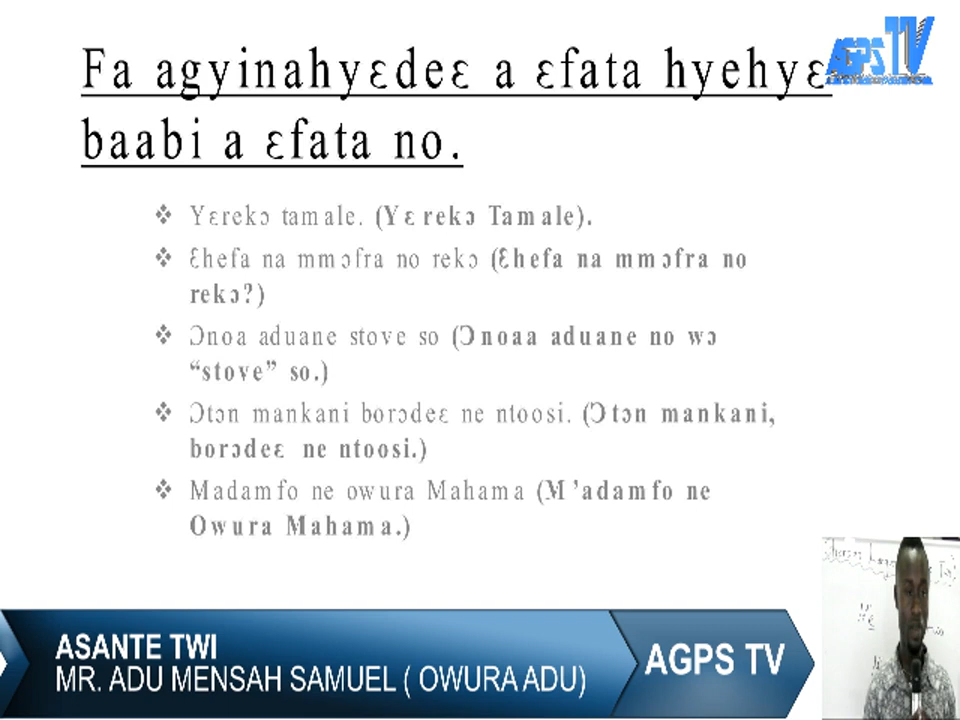 AGPS TV
Fa agyinahyɛdeɛ a ɛfata hyehyɛ
baabi a ɛfata no.
❖ Yɛrekɔ tamale. (Yɛ rekɔ Tamale).
❖ Ɛhefa na mmɔfra no rekɔ (Ɛhefa na mmɔfra no
rekɔ?)
❖ Ɔnoa aduane stove so (Ɔnoaa aduane no wɔ
“stove” so.)
❖ Ɔtɔn mankani borɔdeɛ ne ntoosi. (Ɔtɔn mankani,
borɔdeɛ ne ntoosi.)
❖ Madamfo ne owura Mahama (M’adamfo ne
Owura Mahama.)
ASANTE TWI
MR. ADU MENSAH SAMUEL ( OWURA ADU)
AGPS TV